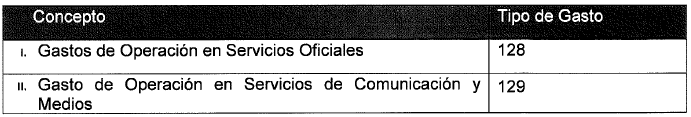 Concepto Tipo de Gasto
I. Gastos de Operación en Servicios Oficiales 128
II. Gasto de Operación en Servicios de Comunicación y 129
Medios